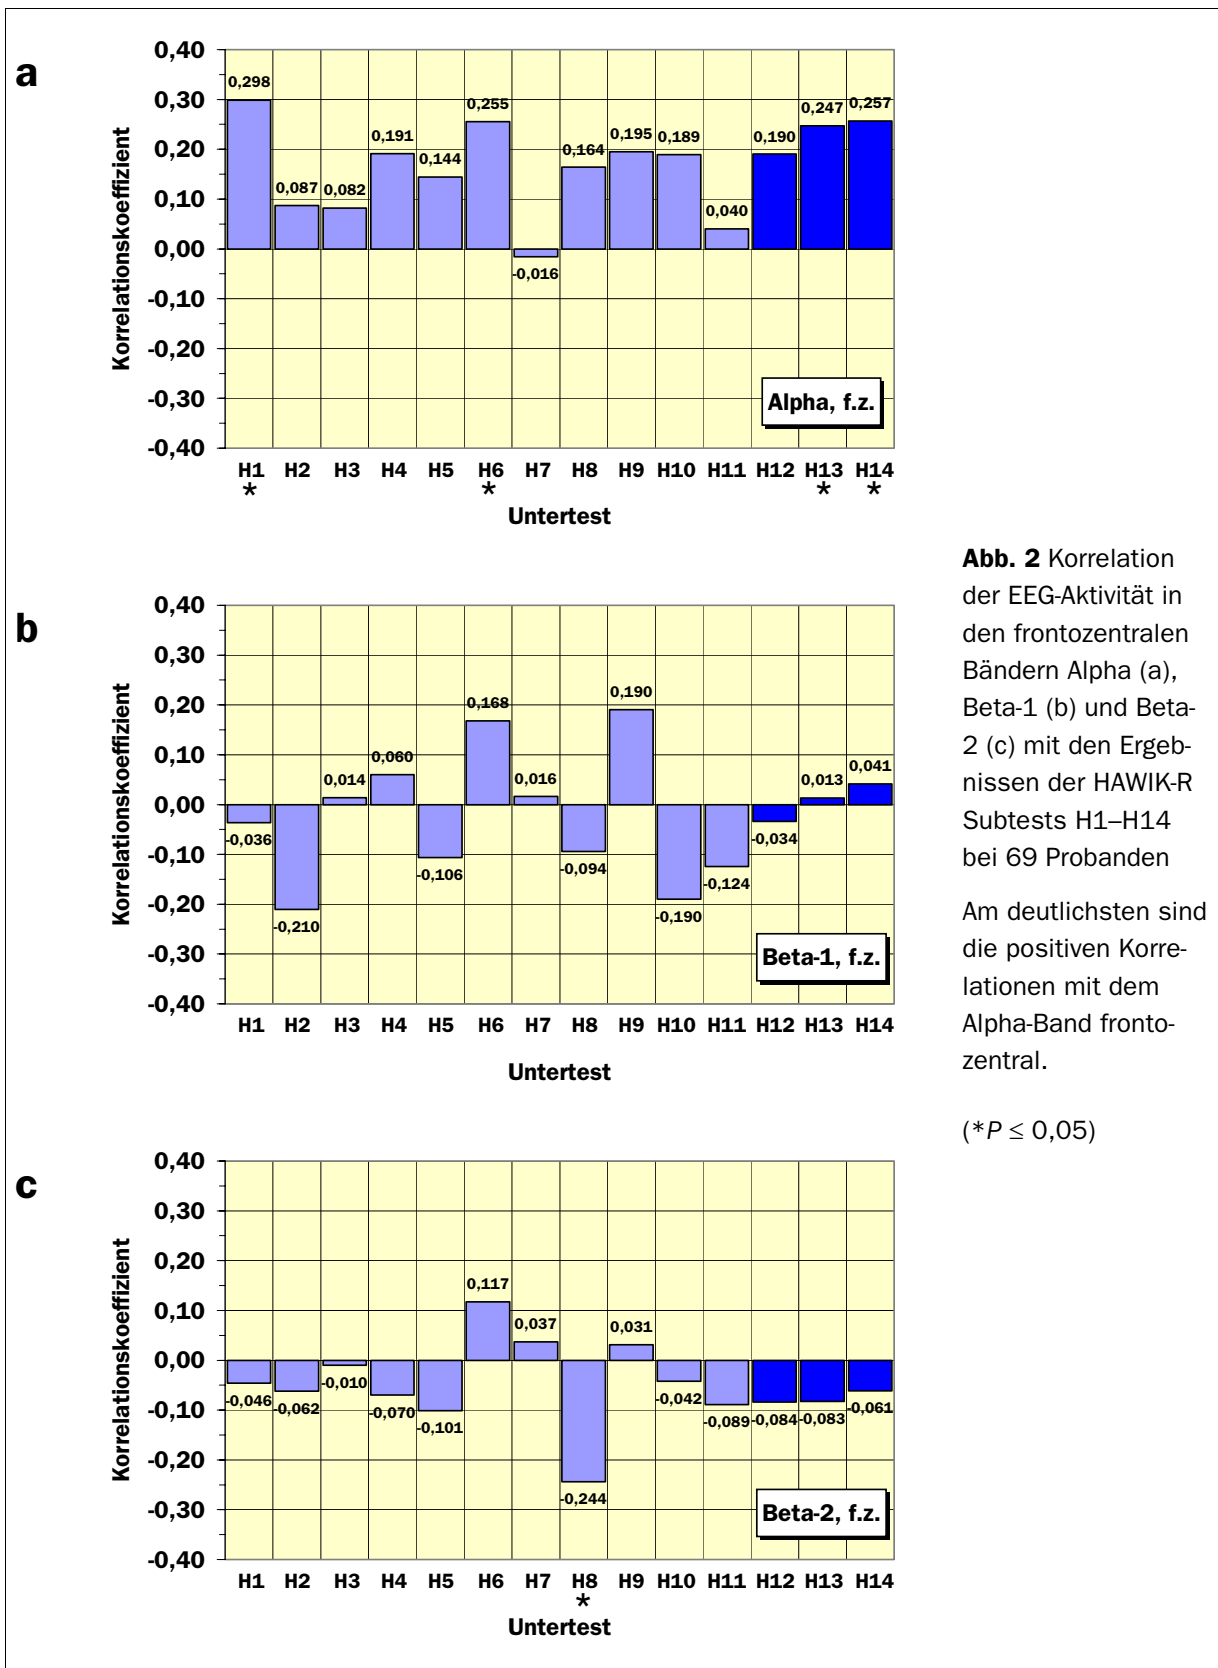 a
Korrelationskoeffizient
0,40
0,30
0,20
0,10
0,00
-0,10
-0,20
-0,30
-0,40
0,298
0,087
0,082
0,191
0,144
0,255
-0,016
0,164
0,195
0,189
0,040
0,190
0,247
0,257
Alpha, f.z.
H1 H2 H3 H4 H5 H6 H7 H8 H9 H10 H11 H12 H13 H14
* * * *
Untertest
b
Korrelationskoeffizient
0,40
0,30
0,20
0,10
0,00
-0,10
-0,20
-0,30
-0,40
-0,036
-0,210
0,014
0,060
-0,106
0,168
0,016
-0,094
0,190
-0,190
-0,124
-0,034
0,013
0,041
Beta-1, f.z.
H1 H2 H3 H4 H5 H6 H7 H8 H9 H10 H11 H12 H13 H14
Untertest
c
Korrelationskoeffizient
0,40
0,30
0,20
0,10
0,00
-0,10
-0,20
-0,30
-0,40
-0,046
-0,062
-0,010
-0,070
-0,101
0,117
0,037
-0,244
0,031
-0,042
-0,089
-0,084
-0,083
-0,061
Beta-2, f.z.
H1 H2 H3 H4 H5 H6 H7 H8 H9 H10 H11 H12 H13 H14
*
Untertest
Abb. 2 Korrelation
der EEG-Aktivität in
den frontozentralen
Bändern Alpha (a),
Beta-1 (b) und Beta-
2 (c) mit den Ergeb-
nissen der HAWIK-R
Subtests H1–H14
bei 69 Probanden
Am deutlichsten sind
die positiven Korre-
lationen mit dem
Alpha-Band fronto-
zentral.
(*P ≤ 0,05)